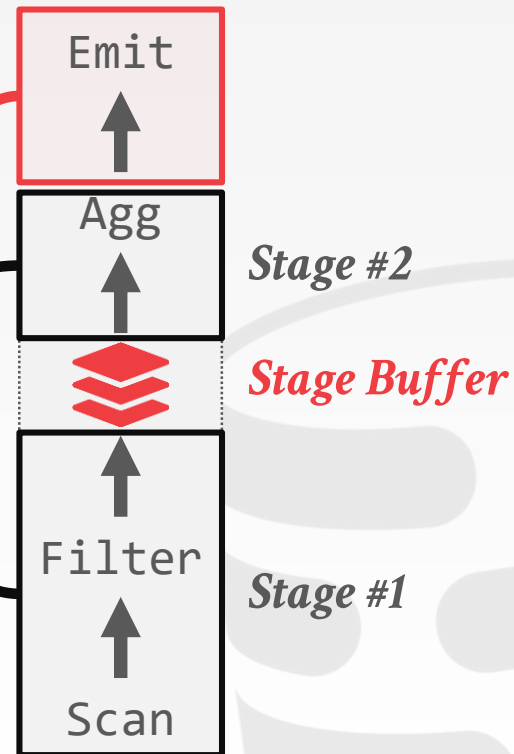 Emit
Agg
Stage #2
Stage Buffer
Filter
Stage #1
Scan